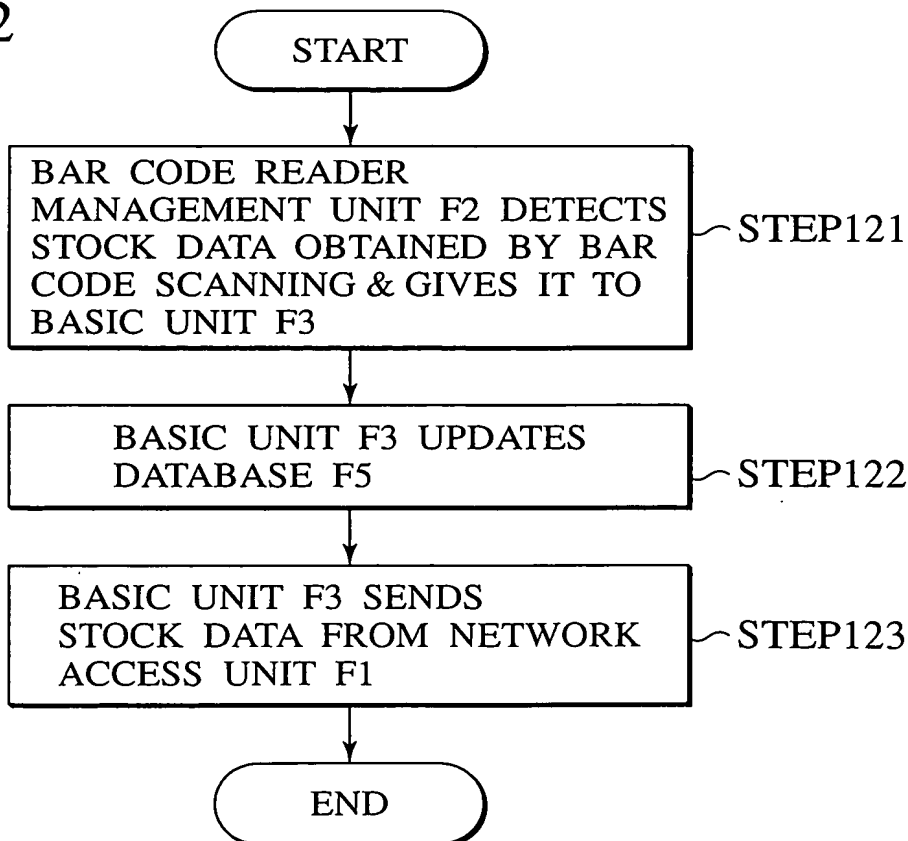 2
START
BAR CODE READER
MANAGEMENT UNIT F2 DETECTS
STOCK DATA OBTAINED BY BAR
CODE SCANNING & GIVES IT TO
BASIC UNIT F3
STEP121
BASIC UNIT F3 UPDATES
DATABASE F5
STEP122
BASIC UNIT F3 SENDS
STOCK DATA FROM NETWORK
ACCESS UNIT F1
STEP123
END